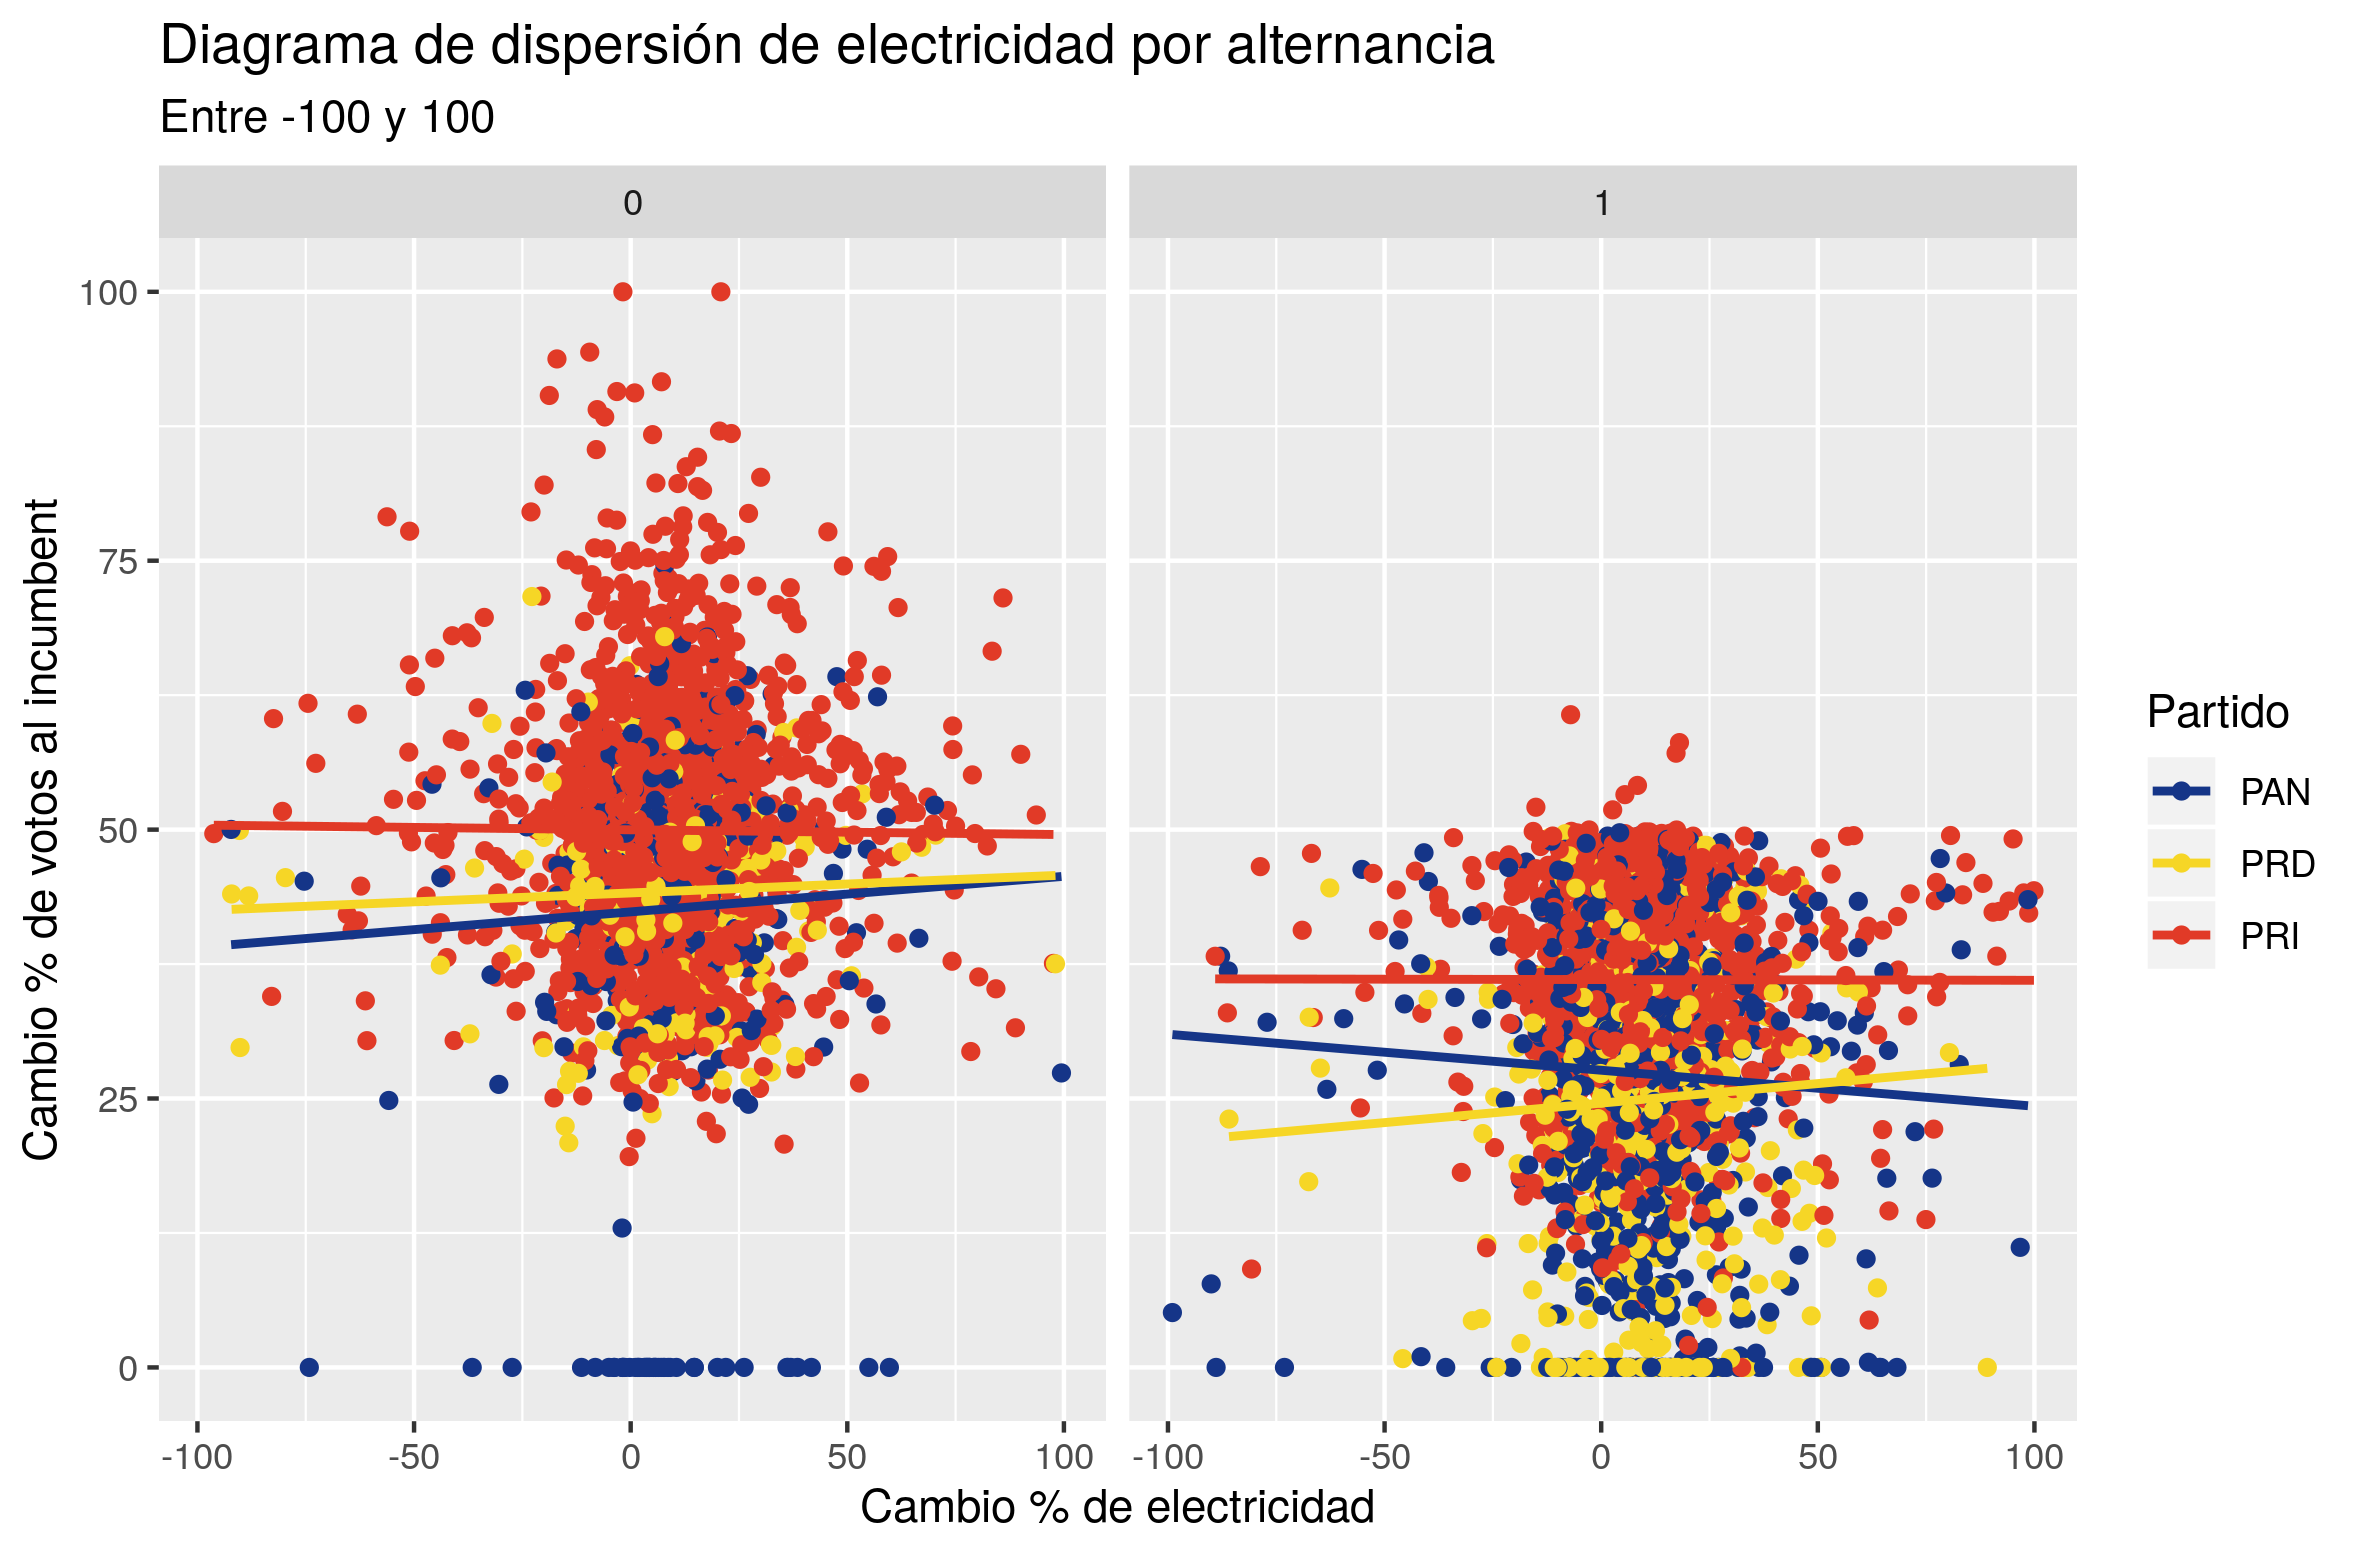 Diagrama de dispersión de electricidad por alternancia
Entre -100 y 100
0
1
100
75
50
25
0
Cambio % de votos al incumbent
-100 -50 0 50 100
-100 -50 0 50 100
Cambio % de electricidad
Partido
PAN
PRD
PRI